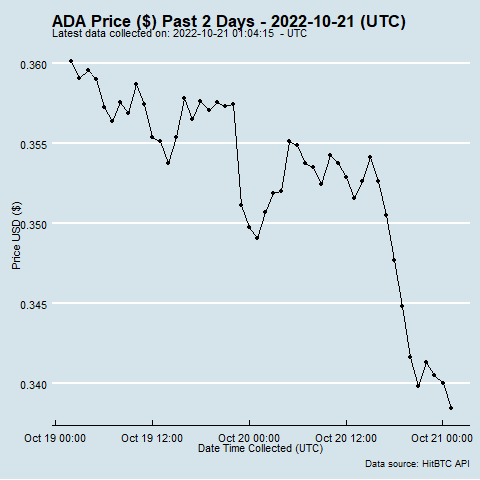 ADA Price ($) Past 2 Days - 2022-10-21 (UTC)
Latest data collected on: 2022-10-21 01:04:15  - UTC
Price USD ($)
0.360
0.355
0.350
0.345
0.340
Oct 19 00:00
Oct 19 12:00
Oct 20 00:00
Oct 20 12:00
Oct 21 00:00
Date Time Collected (UTC)
Data source: HitBTC API